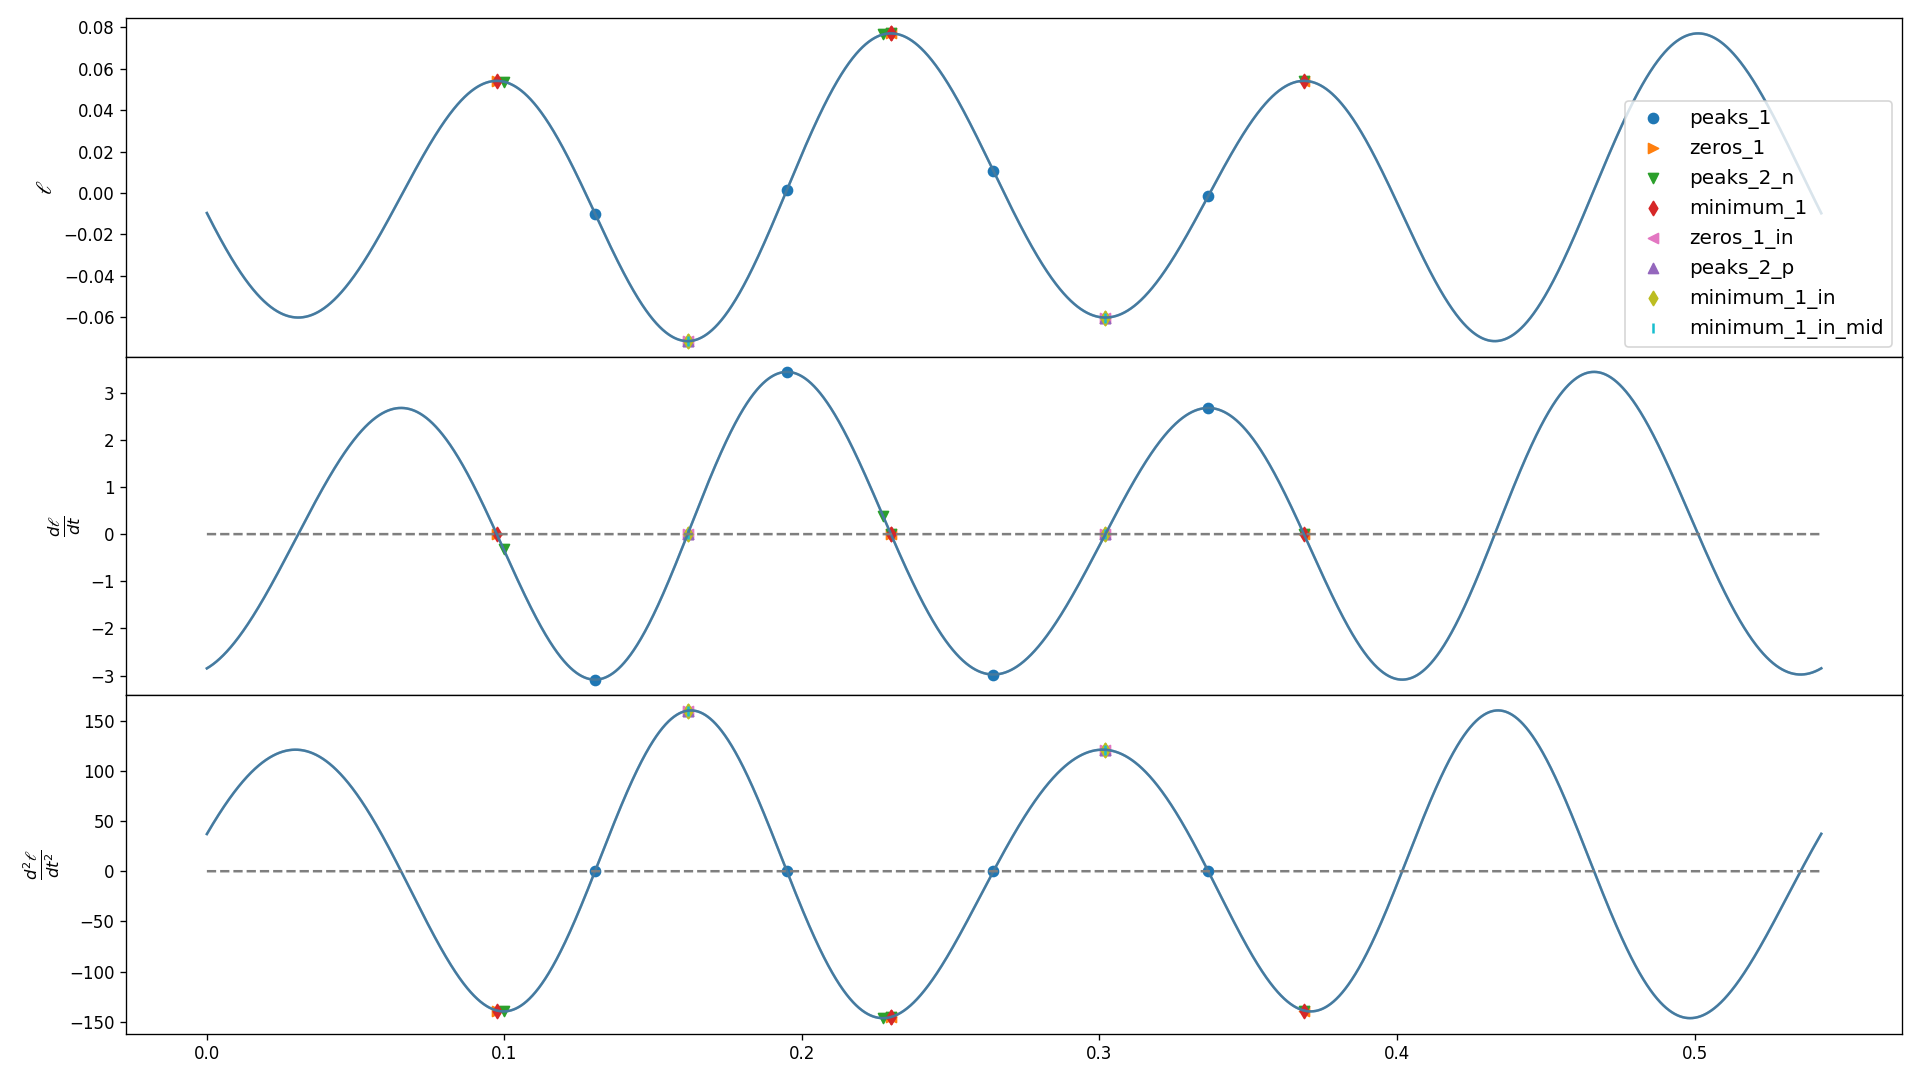 0.08
0.06
0.04
0.02
0.00
−0.02
−0.04
−0.06
ℓ
peaks_1
zeros_1
peaks_2_n
minimum_1
zeros_1_in
peaks_2_p
minimum_1_in
minimum_1_in_mid
3
2
1
0
−1
−2
−3
dℓ
dt
150
100
50
0
−50
−100
−150
d²ℓ
dt²
0.0 0.1 0.2 0.3 0.4 0.5